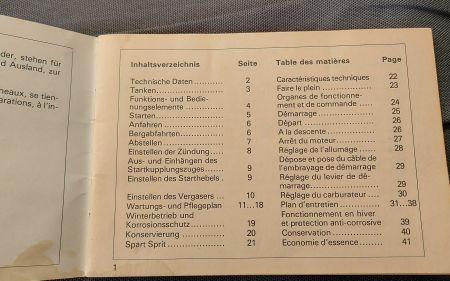 der, stehen für
d Ausland, zur
neaux, se tien-
arations, à l'in-
Inhaltsverzeichnis Seite
Technische Daten........... 2
Tanken............ 3
Funktions- und Bedie-
nungselemente............ 4
Starten............ 5
Anfahren............ 6
Bergabfahrten............ 6
Abstellen............ 7
Einstellen der Zündung.... 8
Aus- und Einhängen des
Startkupplungszuges....... 9
Einstellen des Starthebels. 9
Einstellen des Vergasers... 10
Wartungs- und Pflegeplan 11...18
Winterbetrieb und
Korrosionsschutz........... 19
Konservierung............ 20
Spart Sprit............ 21
Table des matières Page
Caractéristiques techniques 22
Faire le plein............ 23
Organes de fonctionne-
ment et de commande.... 24
Démarrage............ 25
Départ............ 26
A la descente............ 26
Arrêt du moteur............ 27
Réglage de l'allumage..... 28
Dépose et pose du câble de
l'embrayage de démarrage 29
Réglage du levier de dé-
marrage............ 29
Réglage du carburateur... 30
Plan d'entretien............ 31...38
Fonctionnement en hiver
et protection anti-corrosive 39
Conservation............ 40
Economie d'essence....... 41
1